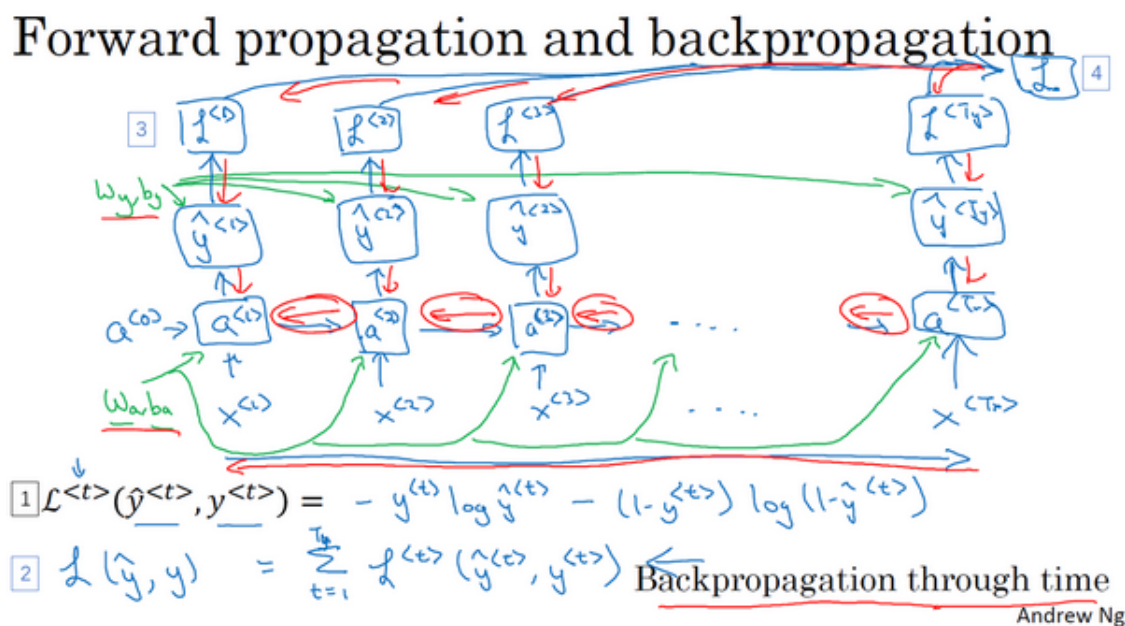 Forward propagation and backpropagation
ℒ 4
3 ℒ<1> ℒ<2> ℒ<3> ℒ<Ty>
Wy,by
ŷ<1> ŷ<2> ŷ<3> ŷ<Ty>
a<0> a<1> a<2> a<3> .... a<Tx>
Wa,ba
x<1> x<2> x<3> .... x<Tx>
1 ℒ<t>(ŷ<t>, y<t>) = - y<t> log ŷ<t> - (1-y<t>) log (1-ŷ<t>)
2 ℒ(ŷ, y) = Σ Ty t=1 ℒ<t>(ŷ<t>, y<t>)
Backpropagation through time
Andrew Ng